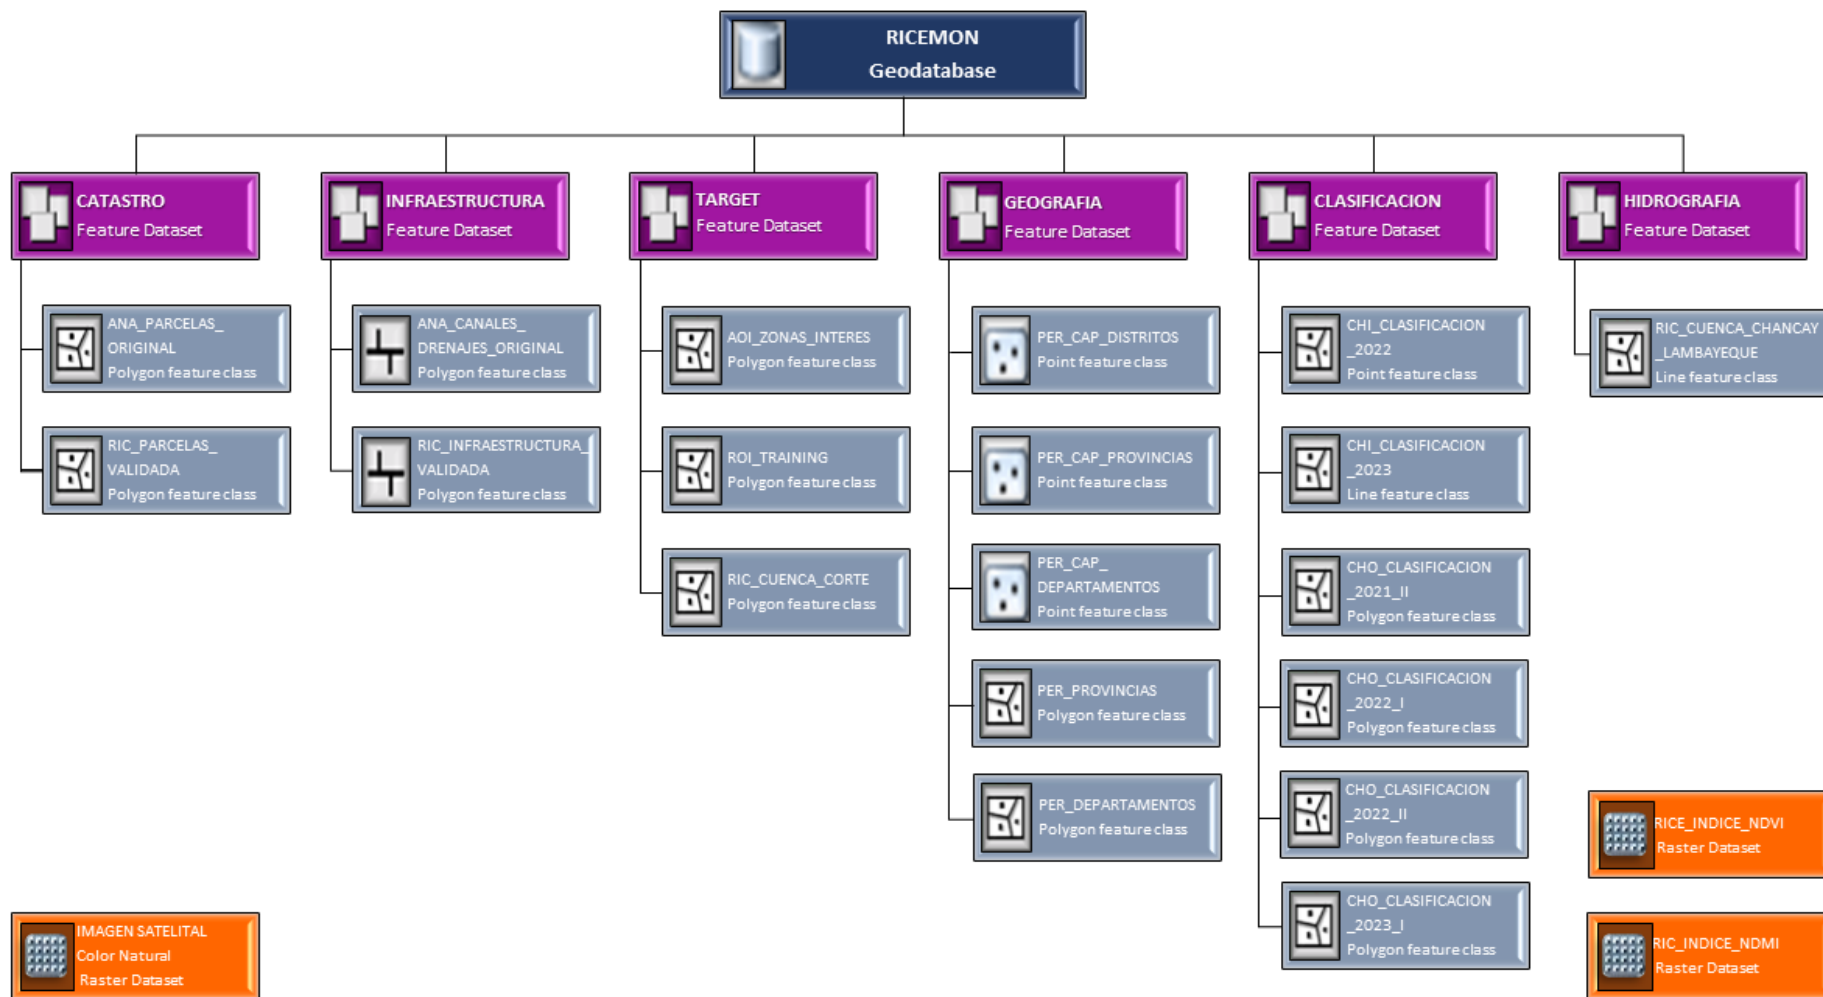 RICEMON
Geodatabase
CATASTRO
Feature Dataset
INFRAESTRUCTURA
Feature Dataset
TARGET
Feature Dataset
GEOGRAFIA
Feature Dataset
CLASIFICACION
Feature Dataset
HIDROGRAFIA
Feature Dataset
ANA_PARCELAS_
ORIGINAL
Polygon feature class
RIC_PARCELAS_
VALIDADA
Polygon feature class
ANA_CANALES_
DRENAJES_ORIGINAL
Polygon feature class
RIC_INFRAESTRUCTURA_
VALIDADA
Polygon feature class
AOI_ZONAS_INTERES
Polygon feature class
ROI_TRAINING
Polygon feature class
RIC_CUENCA_CORTE
Polygon feature class
PER_CAP_DISTRITOS
Point feature class
PER_CAP_PROVINCIAS
Point feature class
PER_CAP_
DEPARTAMENTOS
Point feature class
PER_PROVINCIAS
Polygon feature class
PER_DEPARTAMENTOS
Polygon feature class
CHI_CLASIFICACION
_2022
Point feature class
CHI_CLASIFICACION
_2023
Line feature class
CHO_CLASIFICACION
_2021_II
Polygon feature class
CHO_CLASIFICACION
_2022_I
Polygon feature class
CHO_CLASIFICACION
_2022_II
Polygon feature class
CHO_CLASIFICACION
_2023_I
Polygon feature class
RIC_CUENCA_CHANCAY
_LAMBAYEQUE
Line feature class
RICE_INDICE_NDVI
Raster Dataset
RIC_INDICE_NDMI
Raster Dataset
IMAGEN SATELITAL
Color Natural
Raster Dataset